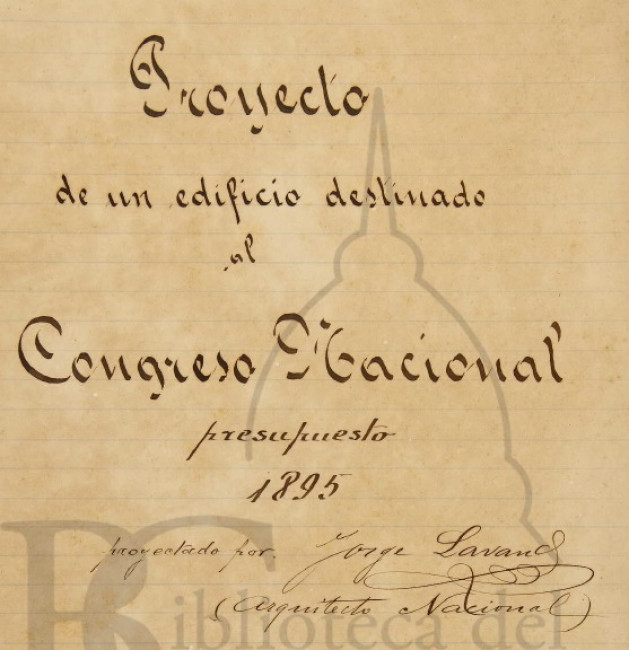 Proyecto
de un edificio destinado
al
Congreso Nacional
presupuesto
1895
proyectado por. Jorge Lavand
(Arquitecto Nacional)
Biblioteca del